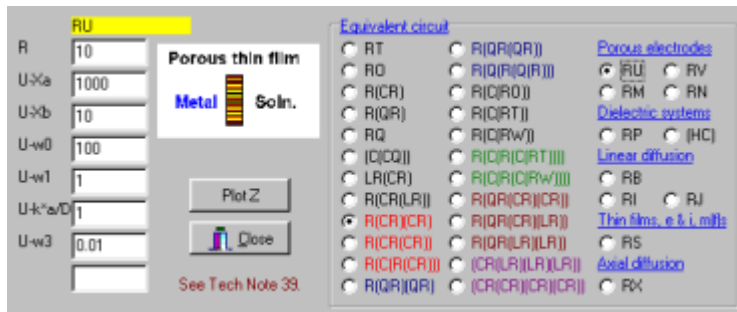 RU
R 10
U-Xa 1000
U-Xb 10
U-w0 100
U-w1 1
U-k*a/D 1
U-w3 0.01
Porous thin film
Metal Soln.
Plot Z
Close
See Tech Note 39.
Equivalent circuit
RT
RO
R(CR)
R(QR)
RQ
(C(CQ))
LR(CR)
R(CR(LR))
R(CR)(CR)
R(CR(CR))
R(C(R(CR)))
R(QR)(QR)
R(QR(QR))
R(Q(R(Q(R)))
R(C(RO))
R(C(RT))
R(C(RW))
R(C(R(C(RT))))
R(C(R(C(RW))))
R(QR(CR)(CR))
R(QR(CR)(LR))
R(QR(LR)(LR))
(CR(LR)(LR)(LR))
(CR(CR)(CR)(CR))
Porous electrodes
RU RV
RM RN
Dielectric systems
RP (HC)
Linear diffusion
RB
RI RJ
Thin films, e & i, m(f)s
RS
Axial diffusion
RX